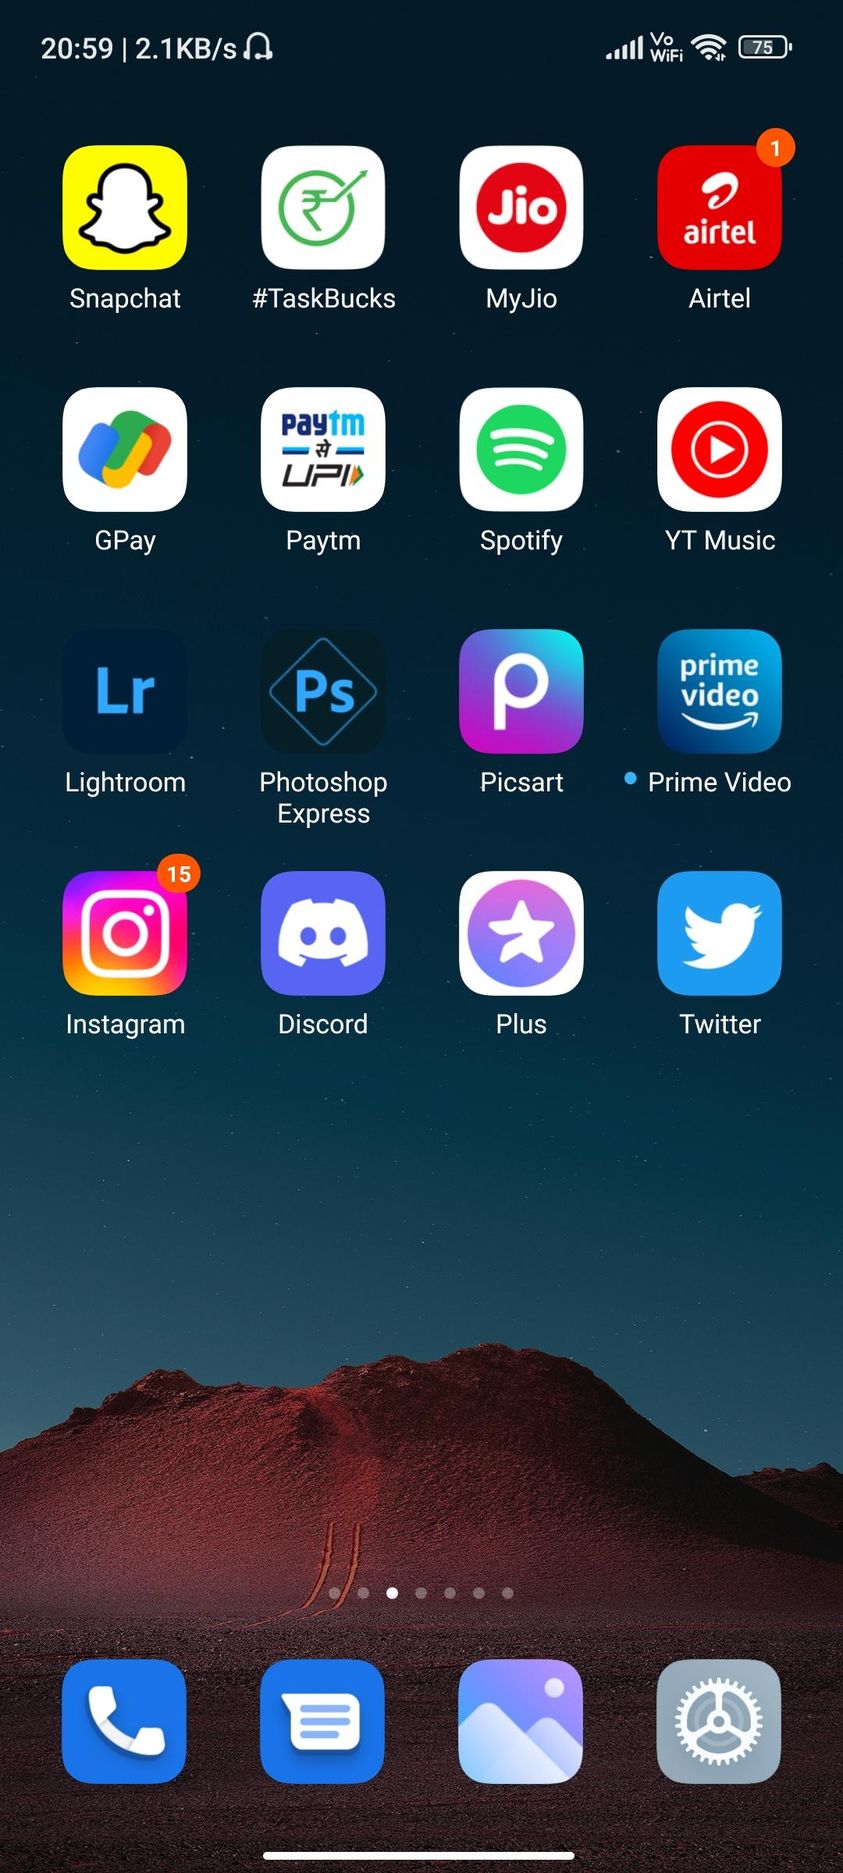 20:59 | 2.1KB/s
Vo
WiFi
75
Jio
1
airtel
Snapchat
#TaskBucks
MyJio
Airtel
paytm
से
UPI
GPay
Paytm
Spotify
YT Music
Lr
Ps
prime
video
Lightroom
Photoshop
Express
Picsart
Prime Video
15
Instagram
Discord
Plus
Twitter